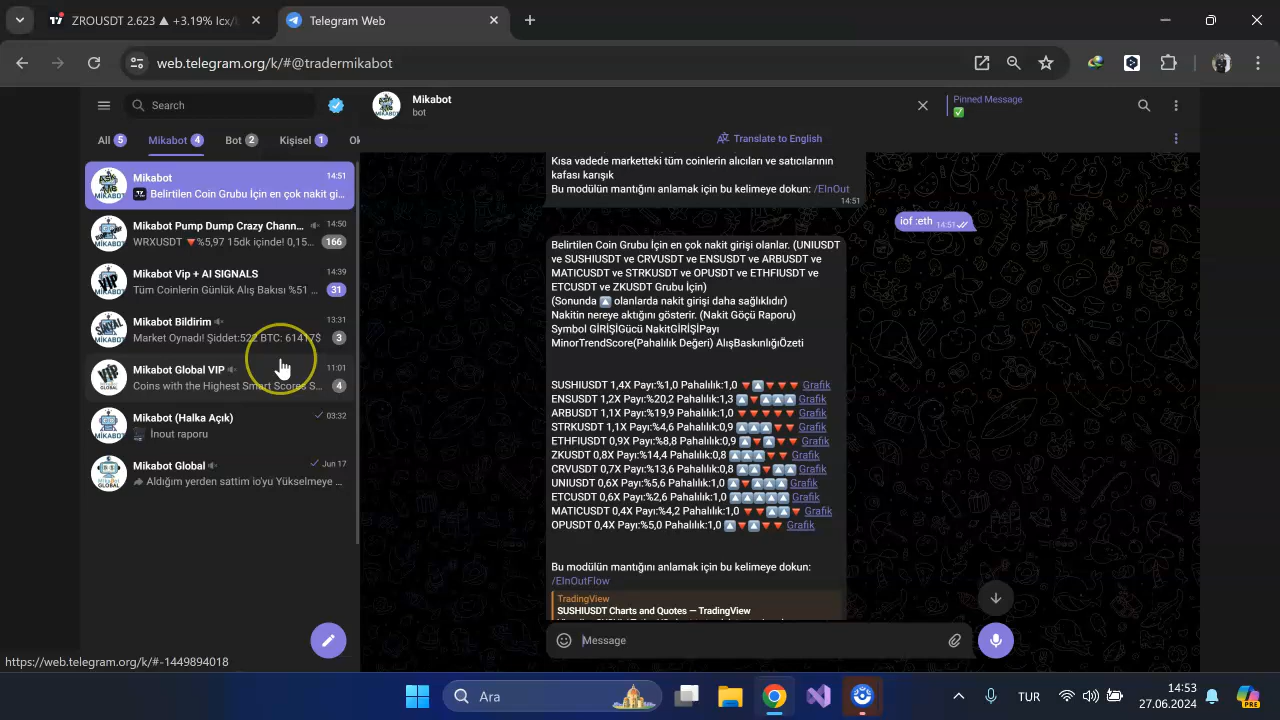 ZROUSDT 2.623 ▲ +3.19% Icx/
Telegram Web
web.telegram.org/k/#@tradermikabot
Search
All 5
Mikabot 4
Bot 2
Kişisel 1
Ok
Mikabot 14:51
Belirtilen Coin Grubu İçin en çok nakit gi...
Mikabot Pump Dump Crazy Chann... 14:50
WRXUSDT 🔻%5,97 15dk içinde! 0,15... 166
Mikabot Vip + AI SIGNALS 14:39
Tüm Coinlerin Günlük Alış Bakısı %51 ... 31
Mikabot Bildirim 13:31
Market Oynadı! Şiddet:522 BTC: 61417$ 3
Mikabot Global VIP 11:01
Coins with the Highest Smart Scores S... 4
Mikabot (Halka Açık) 03:32
Inout raporu
Mikabot Global Jun 17
Aldığım yerden sattim io'yu Yükselmeye ...
Mikabot
bot
Pinned Message
✅
Translate to English
Kısa vadede marketteki tüm coinlerin alıcıları ve satıcılarının
kafası karışık
Bu modülün mantığını anlamak için bu kelimeye dokun: /EInOut
14:51
iof :eth 14:51
Belirtilen Coin Grubu İçin en çok nakit girişi olanlar. (UNIUSDT
ve SUSHIUSDT ve CRVUSDT ve ENSUSDT ve ARBUSDT ve
MATICUSDT ve STRKUSDT ve OPUSDT ve ETHFIUSDT ve
ETCUSDT ve ZKUSDT Grubu İçin)
(Sonunda 🔼 olanlarda nakit girişi daha sağlıklıdır)
Nakitin nereye aktığını gösterir. (Nakit Göçü Raporu)
Symbol GİRİŞİGücü NakitGİRİŞİPayı
MinorTrendScore(Pahalılık Değeri) AlışBaskınlığıÖzeti
SUSHIUSDT 1,4X Payı:%1,0 Pahalılık:1,0 🔻🔼🔻🔻🔻 Grafik
ENSUSDT 1,2X Payı:%20,2 Pahalılık:1,3 🔼🔻🔼🔼🔼 Grafik
ARBUSDT 1,1X Payı:%19,9 Pahalılık:1,0 🔻🔻🔻🔻🔻 Grafik
STRKUSDT 1,1X Payı:%4,6 Pahalılık:0,9 🔼🔼🔼🔻🔻 Grafik
ETHFIUSDT 0,9X Payı:%8,8 Pahalılık:0,9 🔼🔻🔼🔻🔻 Grafik
ZKUSDT 0,8X Payı:%14,4 Pahalılık:0,8 🔼🔼🔼🔻🔻 Grafik
CRVUSDT 0,7X Payı:%13,6 Pahalılık:0,8 🔼🔼🔻🔼🔼 Grafik
UNIUSDT 0,6X Payı:%5,6 Pahalılık:1,0 🔼🔻🔼🔼🔼 Grafik
ETCUSDT 0,6X Payı:%2,6 Pahalılık:1,0 🔼🔼🔼🔼🔼 Grafik
MATICUSDT 0,4X Payı:%4,2 Pahalılık:1,0 🔻🔻🔼🔼🔻 Grafik
OPUSDT 0,4X Payı:%5,0 Pahalılık:1,0 🔼🔻🔼🔻🔻 Grafik
Bu modülün mantığını anlamak için bu kelimeye dokun:
/EInOutFlow
TradingView
SUSHIUSDT Charts and Quotes — TradingView
Message
https://web.telegram.org/k/#-1449894018
Ara
TUR
14:53
27.06.2024
PRE